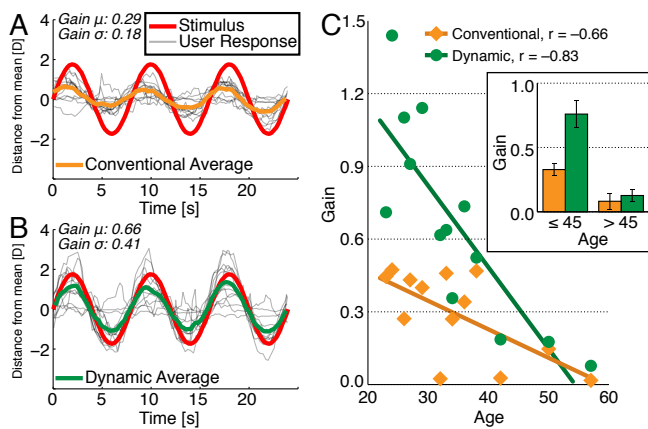 A
Gain μ: 0.29
Gain σ: 0.18
Stimulus
User Response
Distance from mean [D]
4
2
0
−2
Conventional Average
0 5 10 15 20
Time [s]
B
Gain μ: 0.66
Gain σ: 0.41
Distance from mean [D]
4
2
0
−2
Dynamic Average
0 5 10 15 20
Time [s]
C
Conventional, r = −0.66
Dynamic, r = −0.83
Gain
1.5
1.2
0.9
0.6
0.3
0.0
20 30 40 50 60
Age
Gain
1.0
0.5
0.0
≤ 45 > 45
Age